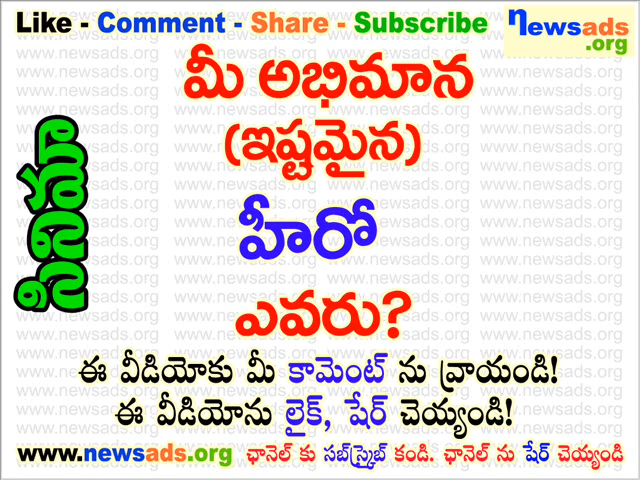 Like - Comment - Share - Subscribe
newsads
.org
మీ అభిమాన
(ఇష్టమైన)
హీరో
ఎవరు?
సినిమా
ఈ వీడియోకు మీ కామెంట్ ను వ్రాయండి!
ఈ వీడియోను లైక్, షేర్ చెయ్యండి!
www.newsads.org ఛానెల్ కు సబ్‌స్క్రైబ్ కండి. ఛానెల్ ను షేర్ చెయ్యండి